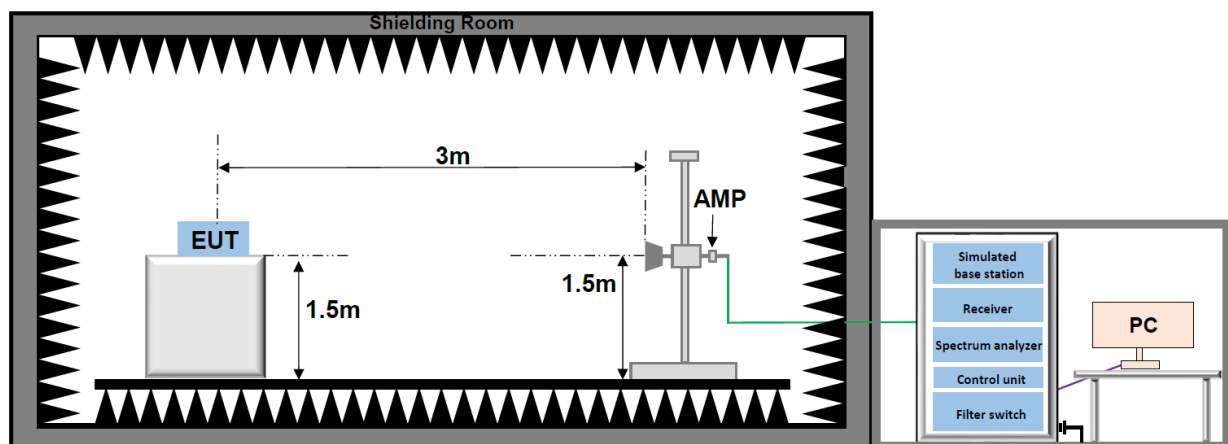 Shielding Room
3m
AMP
EUT
1.5m
1.5m
Simulated
base station
Receiver
Spectrum analyzer
Control unit
Filter switch
PC